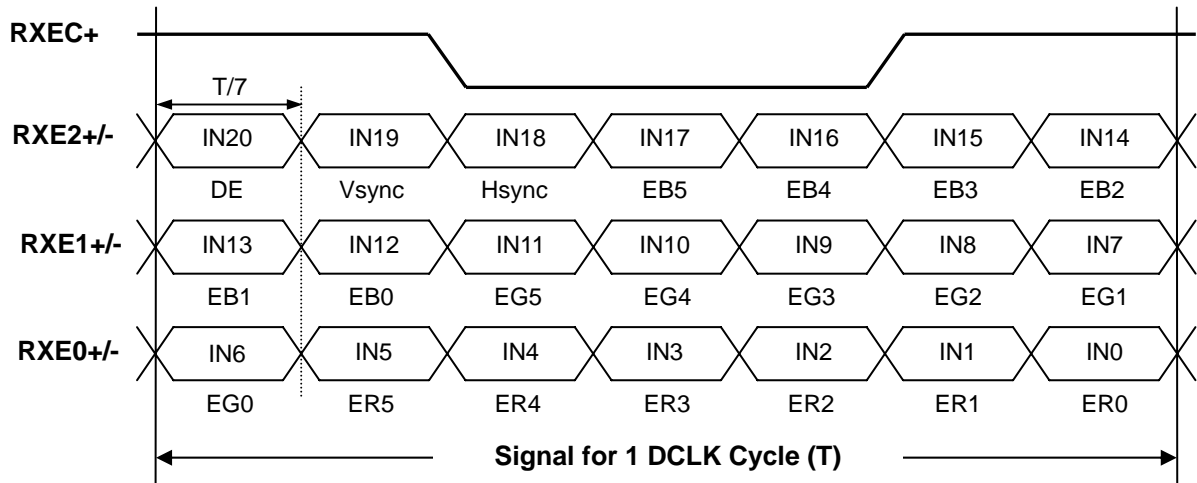 RXEC+
T/7
RXE2+/- IN20 IN19 IN18 IN17 IN16 IN15 IN14
DE Vsync Hsync EB5 EB4 EB3 EB2
RXE1+/- IN13 IN12 IN11 IN10 IN9 IN8 IN7
EB1 EB0 EG5 EG4 EG3 EG2 EG1
RXE0+/- IN6 IN5 IN4 IN3 IN2 IN1 IN0
EG0 ER5 ER4 ER3 ER2 ER1 ER0
Signal for 1 DCLK Cycle (T)